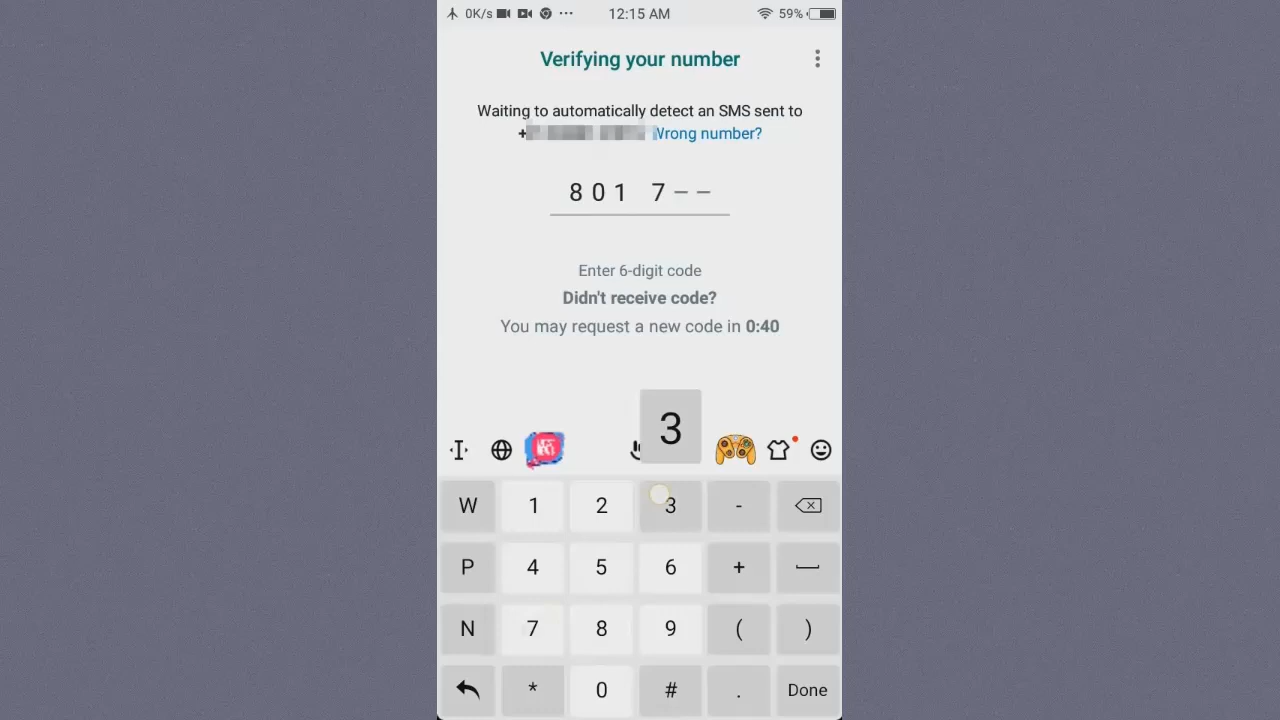 0K/s ... 12:15 AM 59%
Verifying your number
Waiting to automatically detect an SMS sent to
+ Wrong number?
801 7––
Enter 6-digit code
Didn't receive code?
You may request a new code in 0:40
3
W 1 2 3 -
P 4 5 6 +
N 7 8 9 ( )
* 0 # . Done